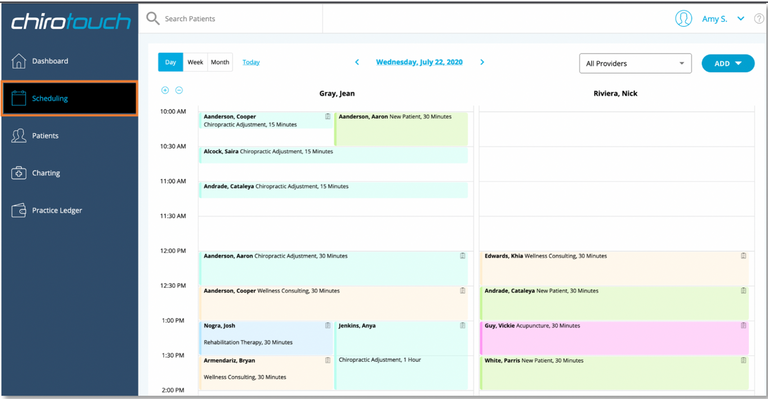 chirotouch
Search Patients
Amy S.
Dashboard
Scheduling
Patients
Charting
Practice Ledger
Day
Week
Month
Today
Wednesday, July 22, 2020
All Providers
ADD
Gray, Jean
Riviera, Nick
10:00 AM
Aanderson, Cooper
Chiropractic Adjustment, 15 Minutes
Aanderson, Aaron New Patient, 30 Minutes
10:30 AM
Alcock, Saira Chiropractic Adjustment, 15 Minutes
11:00 AM
Andrade, Cataleya Chiropractic Adjustment, 15 Minutes
11:30 AM
12:00 PM
Aanderson, Aaron Chiropractic Adjustment, 30 Minutes
Edwards, Khia Wellness Consulting, 30 Minutes
12:30 PM
Aanderson, Cooper Wellness Consulting, 30 Minutes
Andrade, Cataleya New Patient, 30 Minutes
1:00 PM
Nogra, Josh
Rehabilitation Therapy, 30 Minutes
Jenkins, Anya
Chiropractic Adjustment, 1 Hour
Guy, Vickie Acupuncture, 30 Minutes
1:30 PM
Armendariz, Bryan
Wellness Consulting, 30 Minutes
White, Parris New Patient, 30 Minutes
2:00 PM